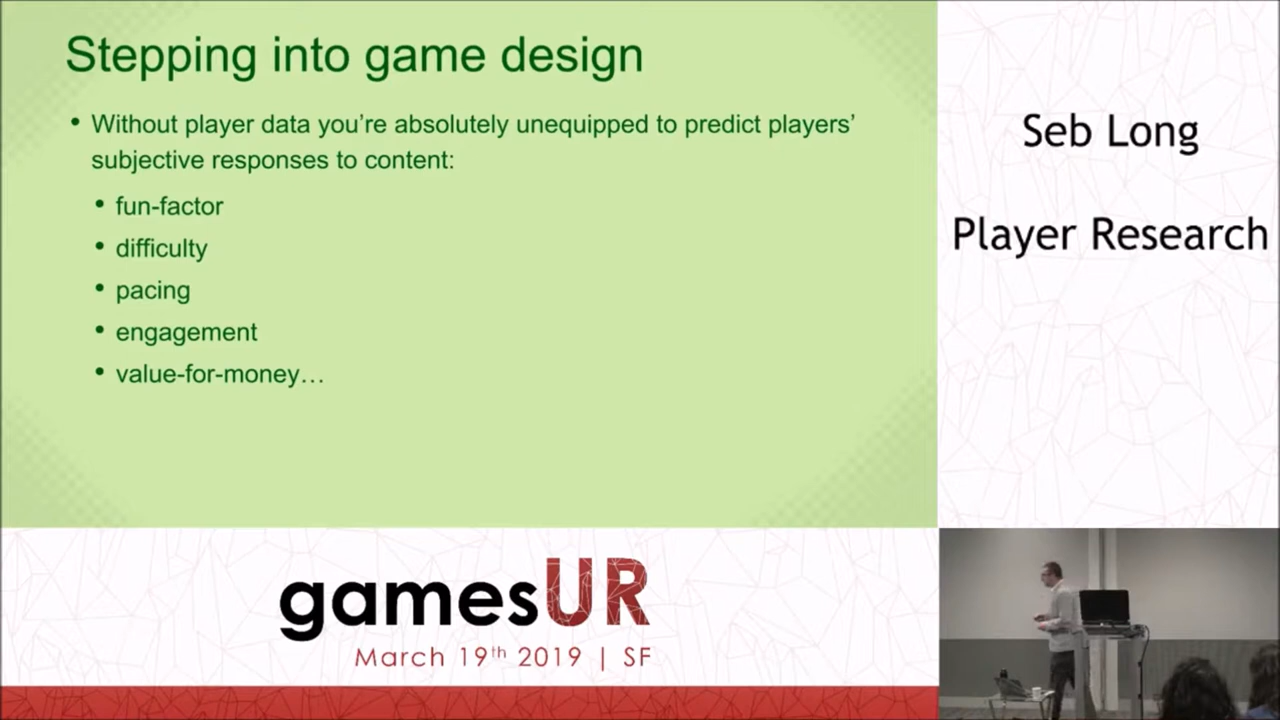 Stepping into game design
• Without player data you're absolutely unequipped to predict players'
subjective responses to content:
• fun-factor
• difficulty
• pacing
• engagement
• value-for-money…
Seb Long
Player Research
gamesUR
March 19th 2019 | SF